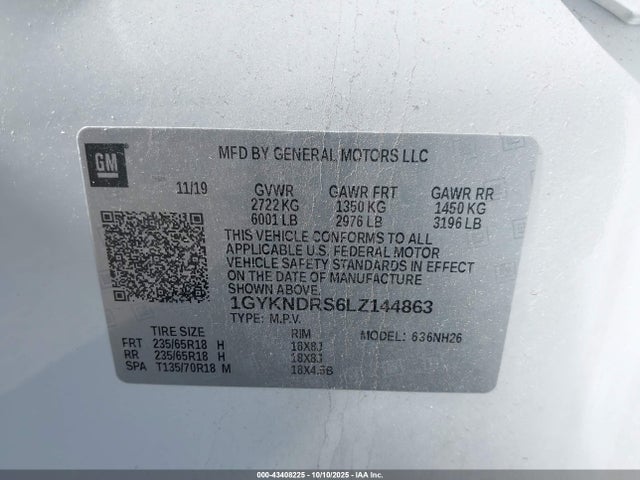 GM
MFD BY GENERAL MOTORS LLC
11/19 GVWR GAWR FRT GAWR RR
2722 KG 1350 KG 1450 KG
6001 LB 2976 LB 3196 LB
THIS VEHICLE CONFORMS TO ALL
APPLICABLE U.S. FEDERAL MOTOR
VEHICLE SAFETY STANDARDS IN EFFECT
ON THE DATE OF MANUFACTURE
SHOWN ABOVE.
1GYKNDRS6LZ144863
TYPE: M.P.V. MODEL: 636NH26
TIRE SIZE RIM
FRT 235/65R18 H 18X8J
RR 235/65R18 H 18X8J
SPA T135/70R18 M 18X4.5B
000-43408225 - 10/10/2025 - IAA Inc.